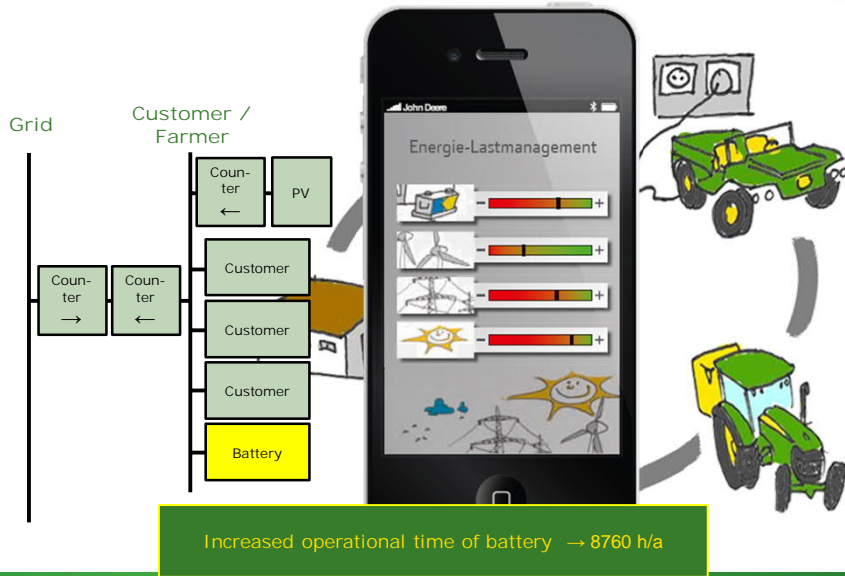 Grid
Customer /
Farmer
Coun-
ter
←
PV
Customer
Coun-
ter
→
Coun-
ter
←
Customer
Customer
Battery
John Deere
Energie-Lastmanagement
- +
- +
- +
- +
Increased operational time of battery → 8760 h/a